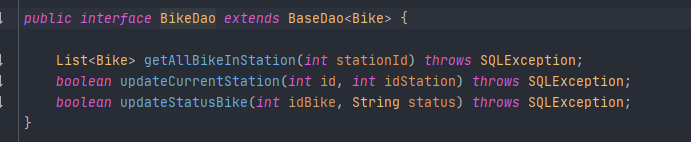 public interface BikeDao extends BaseDao<Bike> {
List<Bike> getAllBikeInStation(int stationId) throws SQLException;
boolean updateCurrentStation(int id, int idStation) throws SQLException;
boolean updateStatusBike(int idBike, String status) throws SQLException;
}